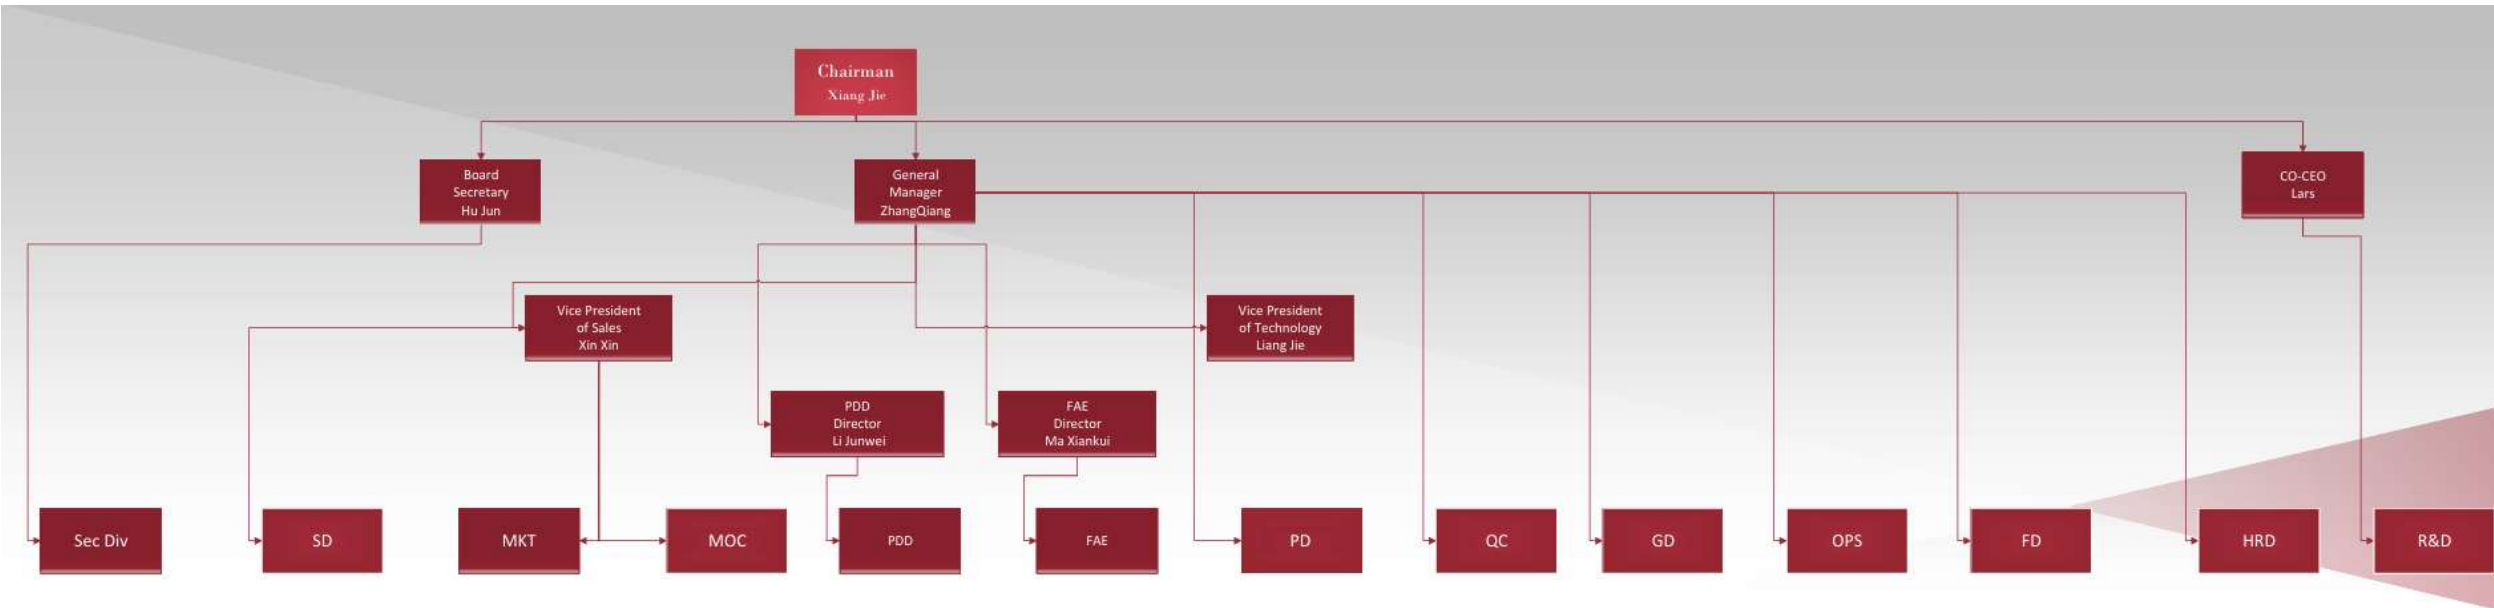 Chairman
Xiang Jie
Board
Secretary
Hu Jun
General
Manager
ZhangQiang
CO-CEO
Lars
Vice President
of Sales
Xin Xin
Vice President
of Technology
Liang Jie
PDD
Director
Li Junwei
FAE
Director
Ma Xiankui
Sec Div
SD
MKT
MOC
PDD
FAE
PD
QC
GD
OPS
FD
HRD
R&D